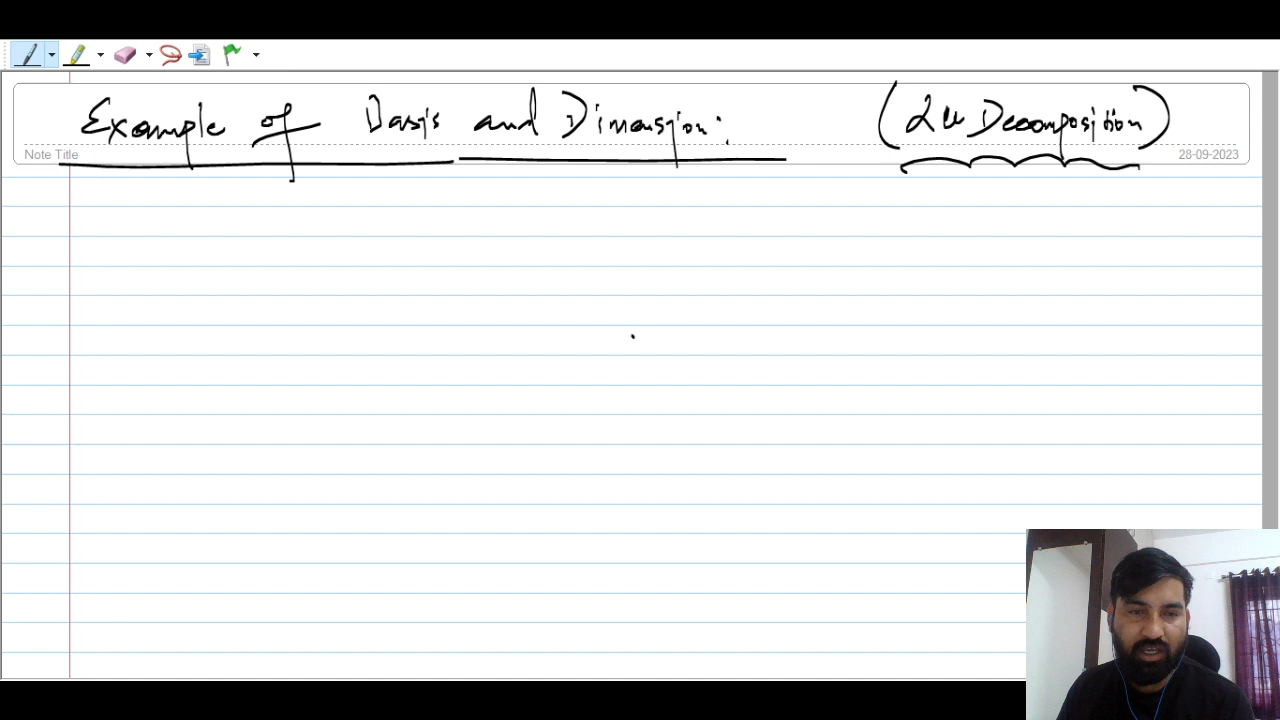 Example of Basis and Dimension: (LU Decomposition)
Note Title
28-09-2023